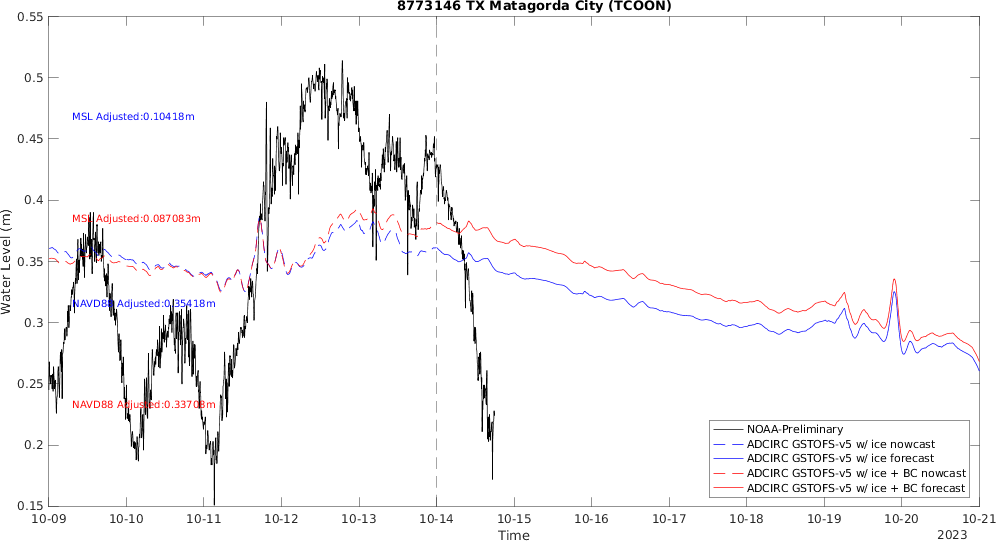 8773146 TX Matagorda City (TCOON)
Water Level (m)
0.55
0.5
0.45
0.4
0.35
0.3
0.25
0.2
0.15
MSL Adjusted:0.10418m
MSL Adjusted:0.087083m
NAVD88 Adjusted:0.35418m
NAVD88 Adjusted:0.33708m
NOAA-Preliminary
ADCIRC GSTOFS-v5 w/ ice nowcast
ADCIRC GSTOFS-v5 w/ ice forecast
ADCIRC GSTOFS-v5 w/ ice + BC nowcast
ADCIRC GSTOFS-v5 w/ ice + BC forecast
10-09 10-10 10-11 10-12 10-13 10-14 10-15 10-16 10-17 10-18 10-19 10-20 10-21
Time
2023